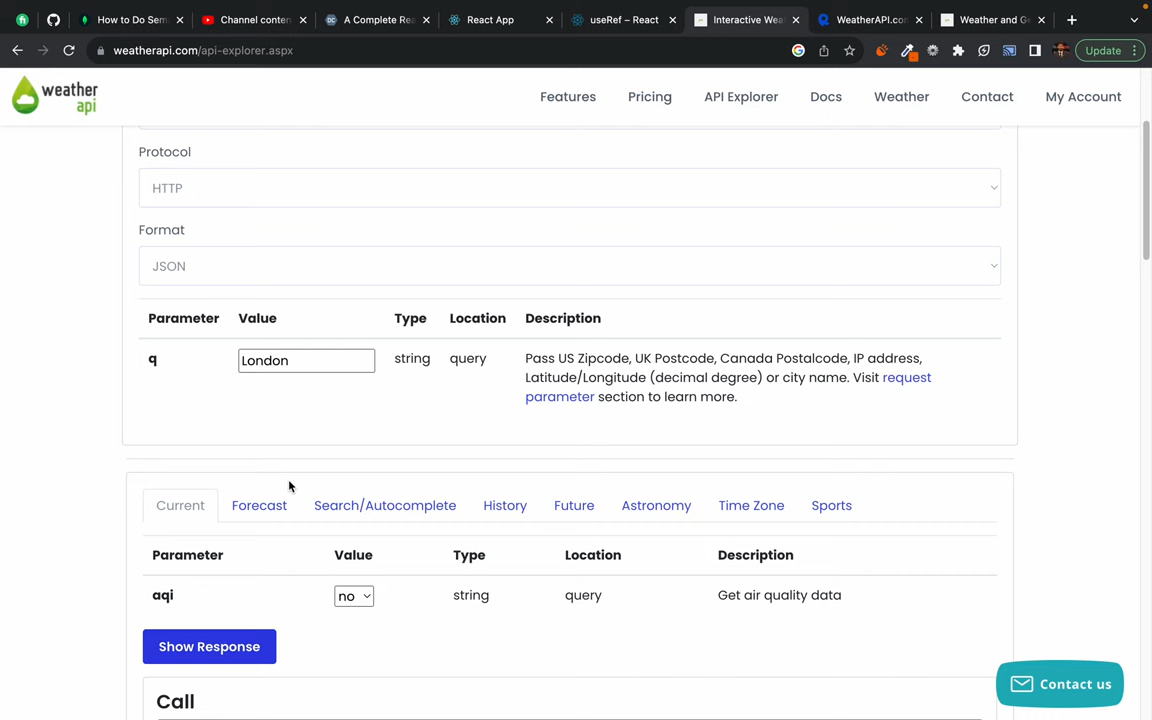 How to Do Sem
Channel conten
A Complete Rea
React App
useRef – React
Interactive Wea
WeatherAPI.con
Weather and Ge
weatherapi.com/api-explorer.aspx
Update
weather
api
Features
Pricing
API Explorer
Docs
Weather
Contact
My Account
Protocol
HTTP
Format
JSON
Parameter Value Type Location Description
q London string query Pass US Zipcode, UK Postcode, Canada Postalcode, IP address,
Latitude/Longitude (decimal degree) or city name. Visit request
parameter section to learn more.
Current Forecast Search/Autocomplete History Future Astronomy Time Zone Sports
Parameter Value Type Location Description
aqi no string query Get air quality data
Show Response
Call
Contact us